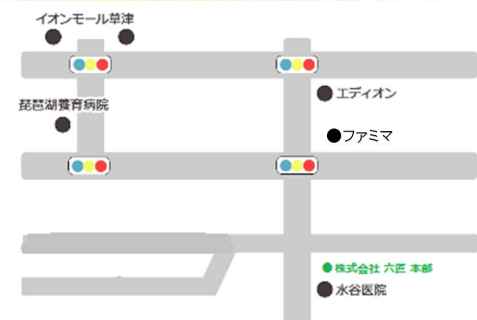 イオンモール草津
エディオン
琵琶湖養育病院
ファミマ
株式会社 六匠 本部
水谷医院